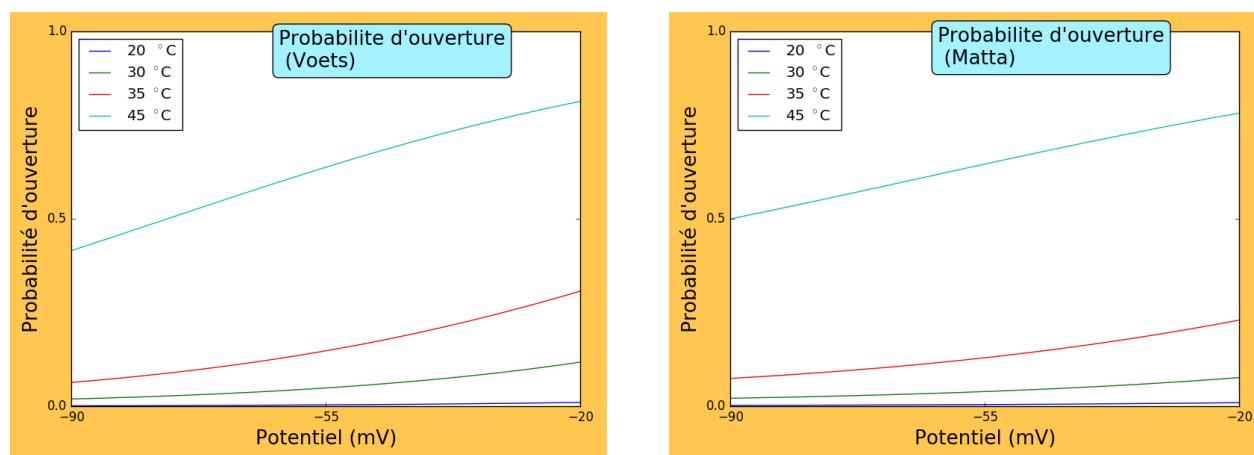 Probabilite d'ouverture
(Voets)
20 °C
30 °C
35 °C
45 °C
1.0
0.5
0.0
−90
−55
−20
Probabilité d'ouverture
Potentiel (mV)
Probabilite d'ouverture
(Matta)
20 °C
30 °C
35 °C
45 °C
1.0
0.5
0.0
−90
−55
−20
Probabilité d'ouverture
Potentiel (mV)